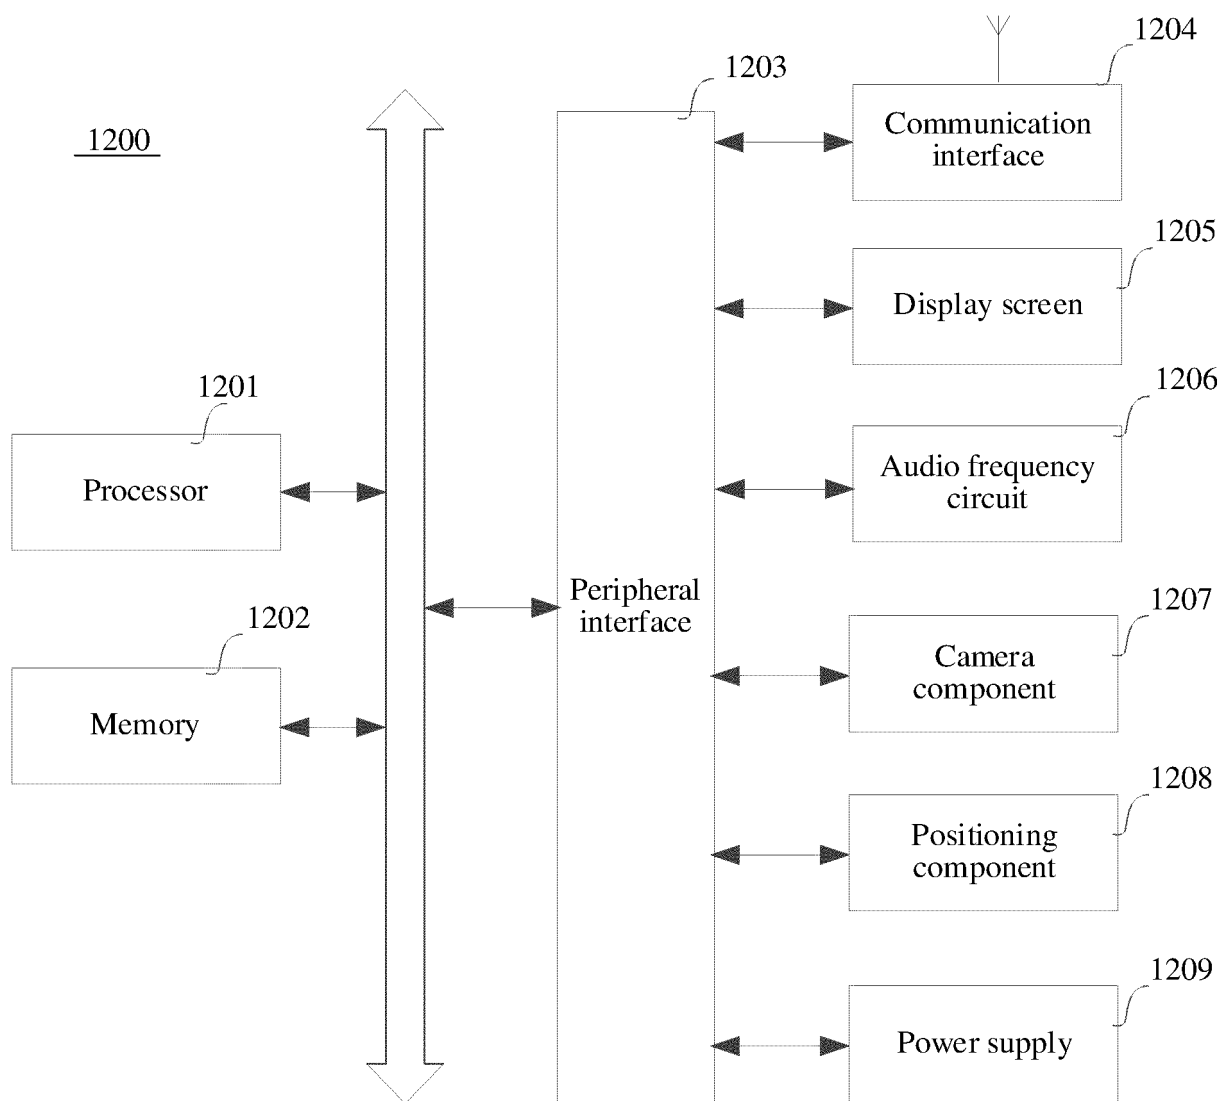 1200
1203
1204
Communication
interface
1205
Display screen
1206
Audio frequency
circuit
1201
Processor
1202
Memory
Peripheral
interface
1207
Camera
component
1208
Positioning
component
1209
Power supply